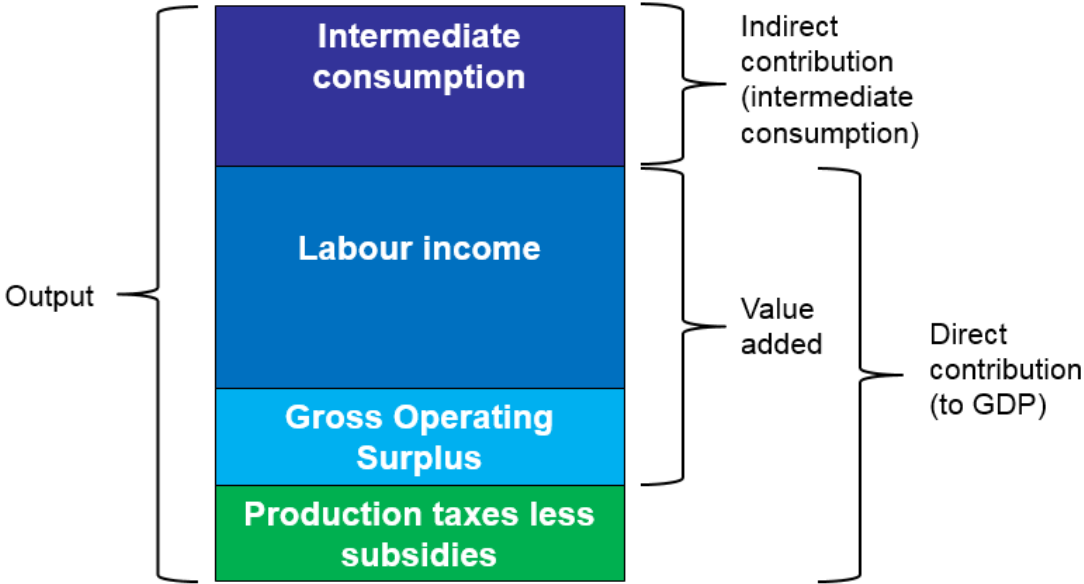 Intermediate
consumption
Indirect
contribution
(intermediate
consumption)
Labour income
Output
Value
added
Direct
contribution
(to GDP)
Gross Operating
Surplus
Production taxes less
subsidies